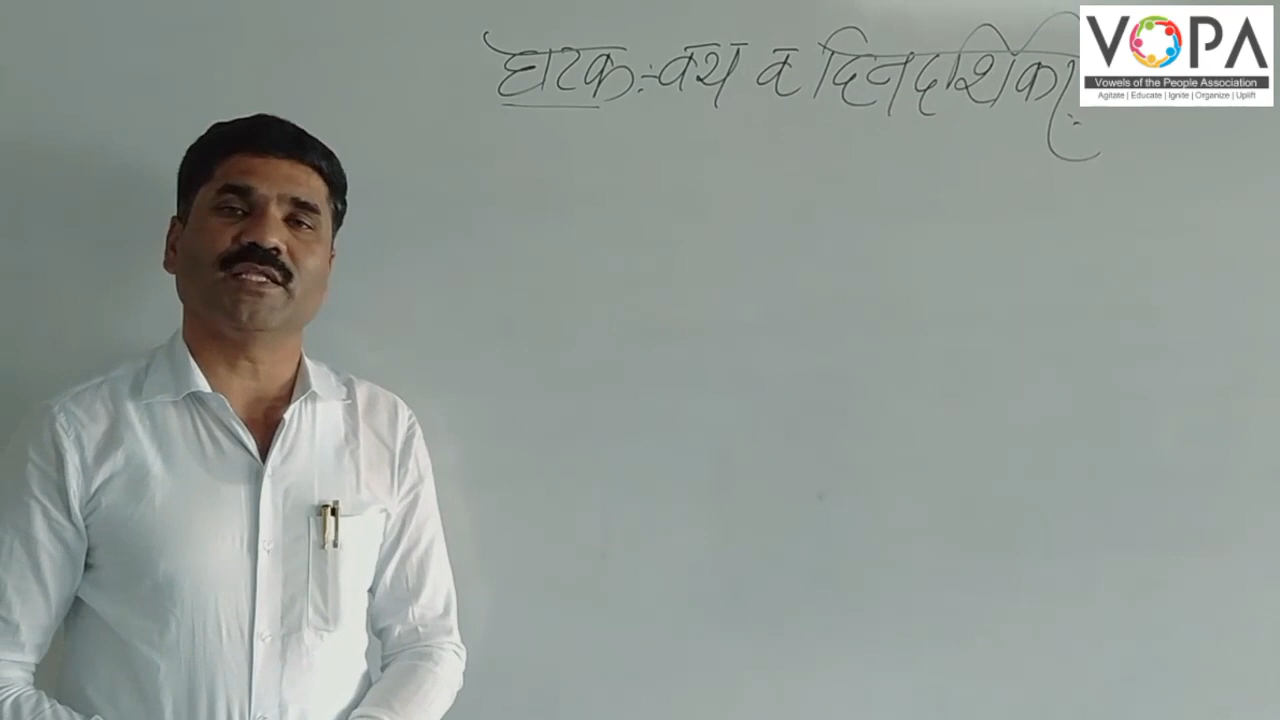 घटक:- वय व दिनदर्शिका.
VOPA
Vowels of the People Association
Agitate | Educate | Ignite | Organize | Uplift